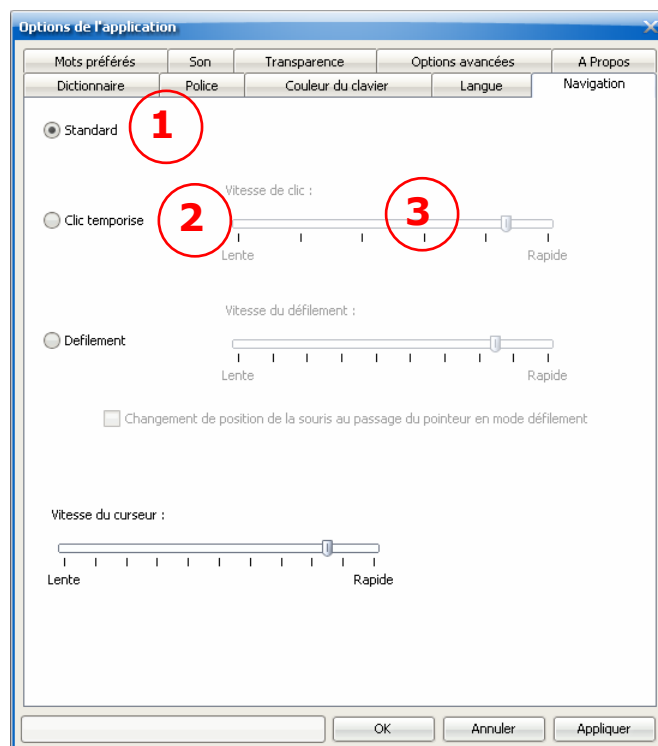 Options de l'application
Mots préférés Son Transparence Options avancées A Propos
Dictionnaire Police Couleur du clavier Langue Navigation
Standard 1
Vitesse de clic :
Clic temporise 2 3
Lente Rapide
Vitesse du défilement :
Defilement
Lente Rapide
Changement de position de la souris au passage du pointeur en mode défilement
Vitesse du curseur :
Lente Rapide
OK Annuler Appliquer